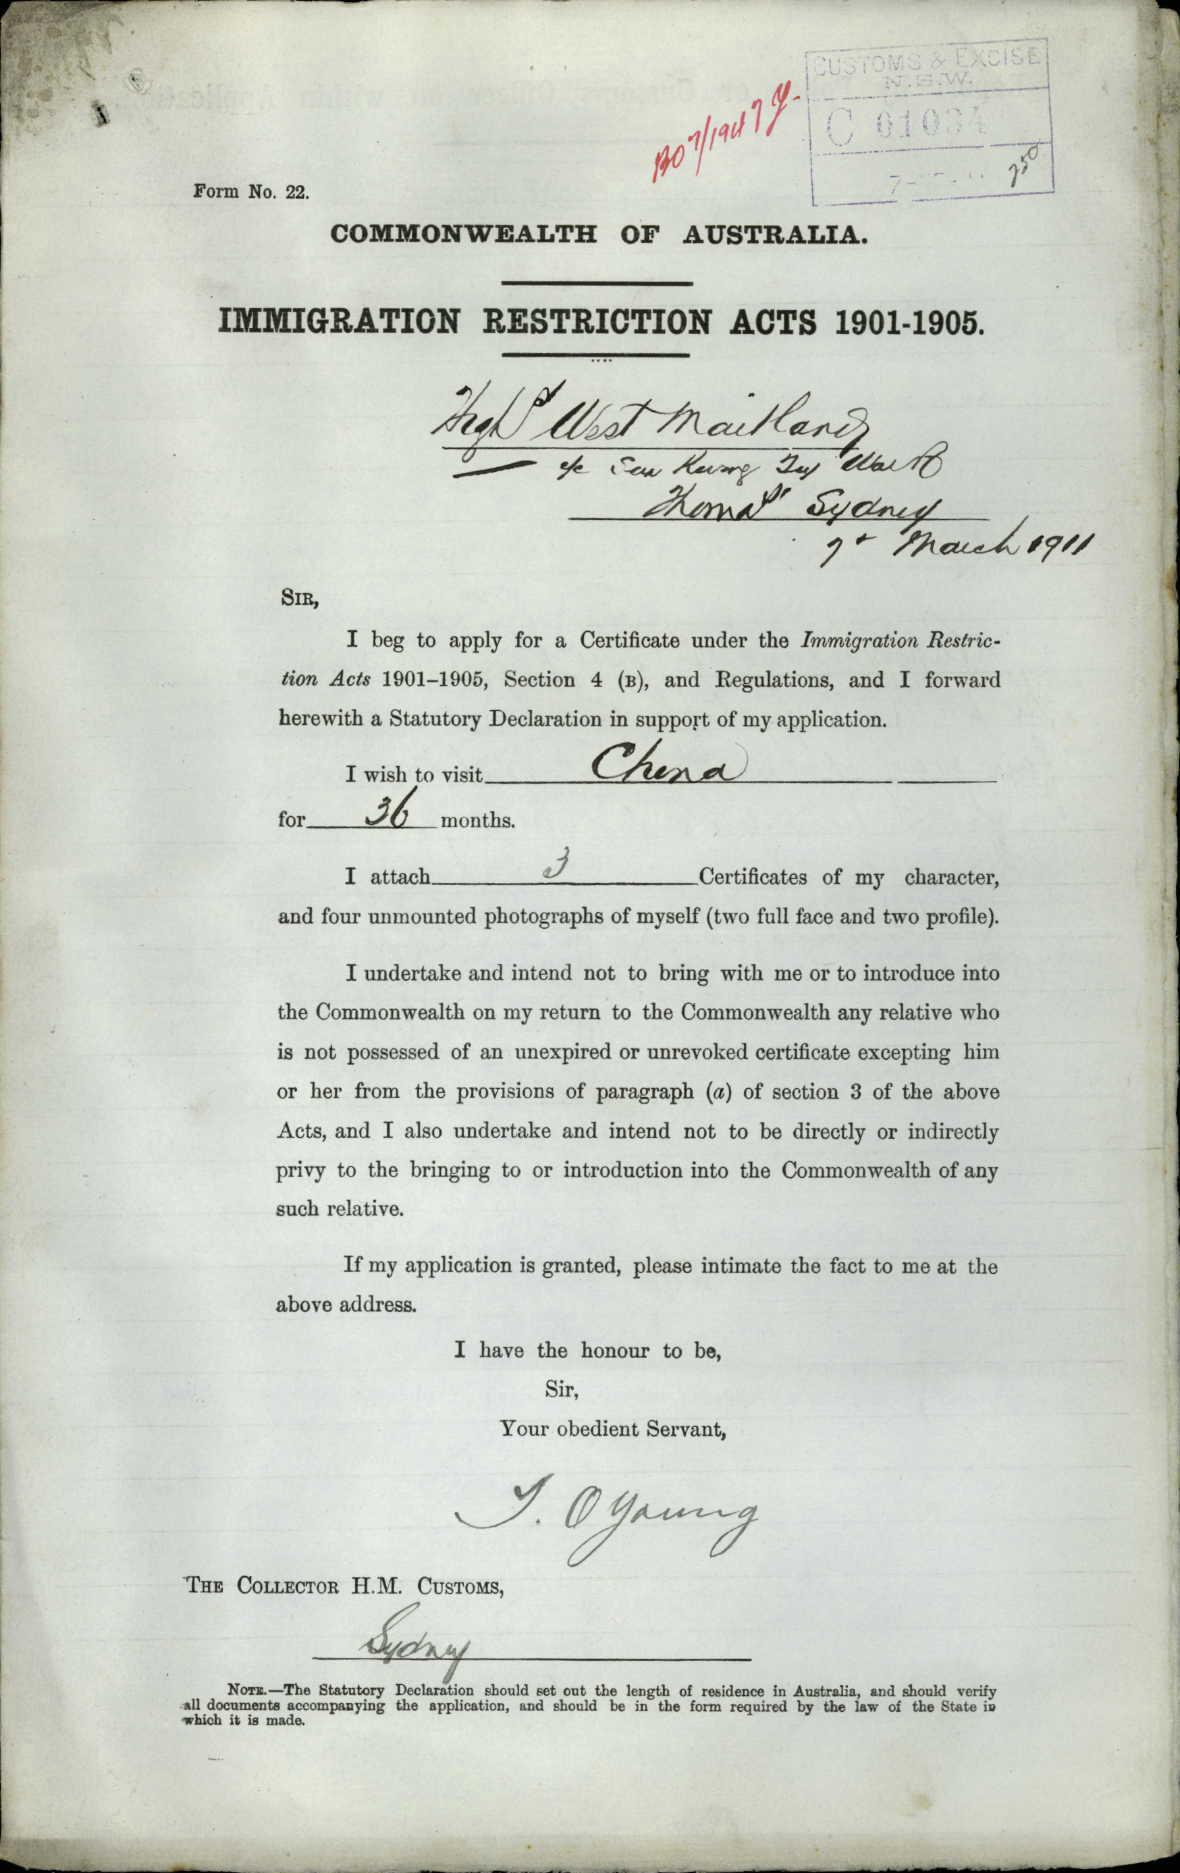 CUSTOMS & EXCISE
N.S.W.
C 01034
Form No. 22.
COMMONWEALTH OF AUSTRALIA.
IMMIGRATION RESTRICTION ACTS 1901-1905.
High St West Maitland
c/o Sun Kwong
Sydney
March 1911
SIR,
I beg to apply for a Certificate under the Immigration Restric-
tion Acts 1901–1905, Section 4 (B), and Regulations, and I forward
herewith a Statutory Declaration in support of my application.
I wish to visit China
for 36 months.
I attach 3 Certificates of my character,
and four unmounted photographs of myself (two full face and two profile).
I undertake and intend not to bring with me or to introduce into
the Commonwealth on my return to the Commonwealth any relative who
is not possessed of an unexpired or unrevoked certificate excepting him
or her from the provisions of paragraph (a) of section 3 of the above
Acts, and I also undertake and intend not to be directly or indirectly
privy to the bringing to or introduction into the Commonwealth of any
such relative.
If my application is granted, please intimate the fact to me at the
above address.
I have the honour to be,
Sir,
Your obedient Servant,
T. O Young
THE COLLECTOR H.M. CUSTOMS,
Sydney
NOTE.—The Statutory Declaration should set out the length of residence in Australia, and should verify
all documents accompanying the application, and should be in the form required by the law of the State in
which it is made.